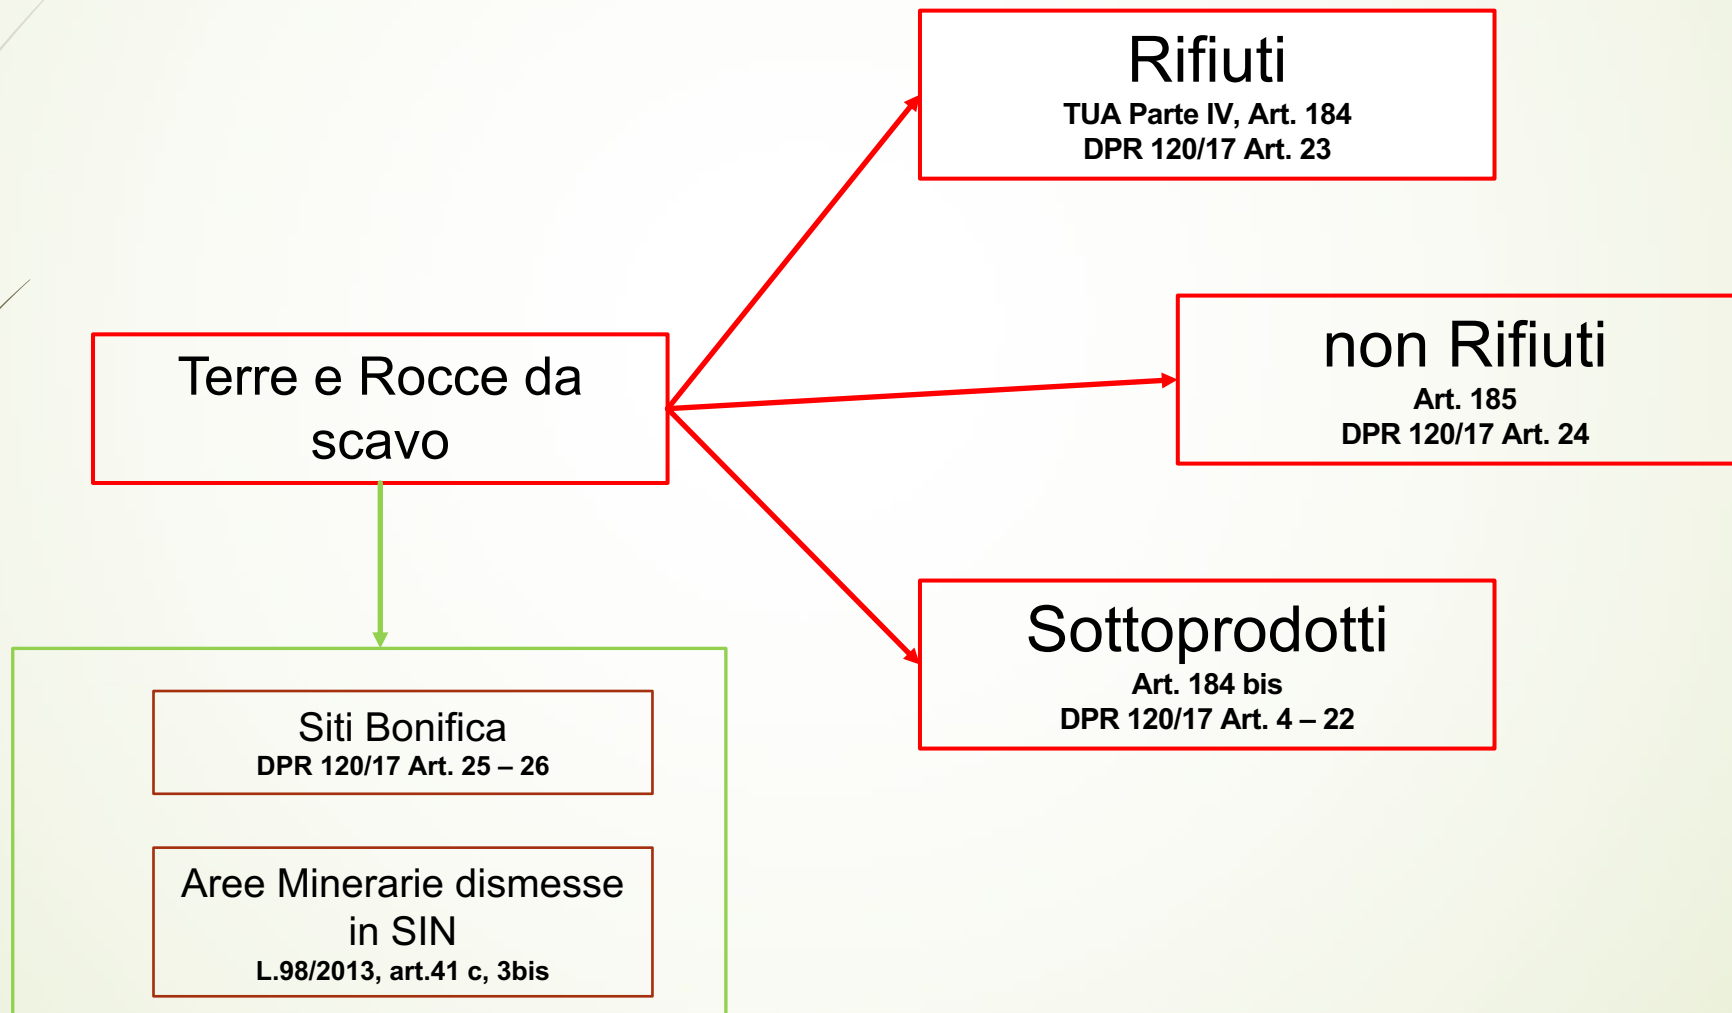 Rifiuti
TUA Parte IV, Art. 184
DPR 120/17 Art. 23
non Rifiuti
Art. 185
DPR 120/17 Art. 24
Terre e Rocce da
scavo
Sottoprodotti
Art. 184 bis
DPR 120/17 Art. 4 – 22
Siti Bonifica
DPR 120/17 Art. 25 – 26
Aree Minerarie dismesse
in SIN
L.98/2013, art.41 c, 3bis